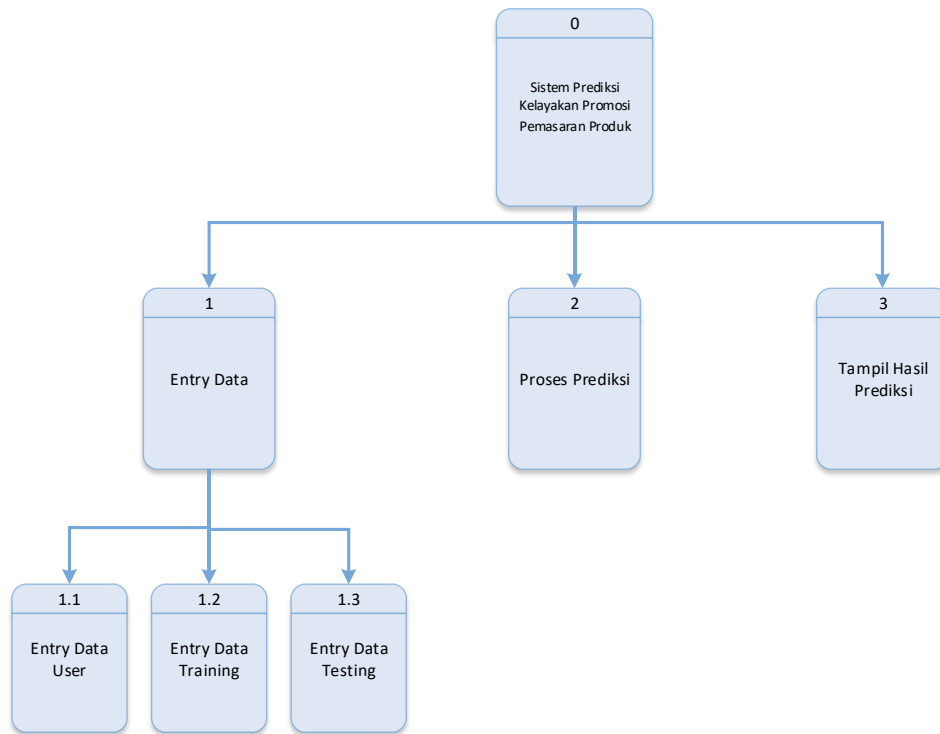 0
Sistem Prediksi
Kelayakan Promosi
Pemasaran Produk
1
Entry Data
2
Proses Prediksi
3
Tampil Hasil
Prediksi
1.1
Entry Data
User
1.2
Entry Data
Training
1.3
Entry Data
Testing